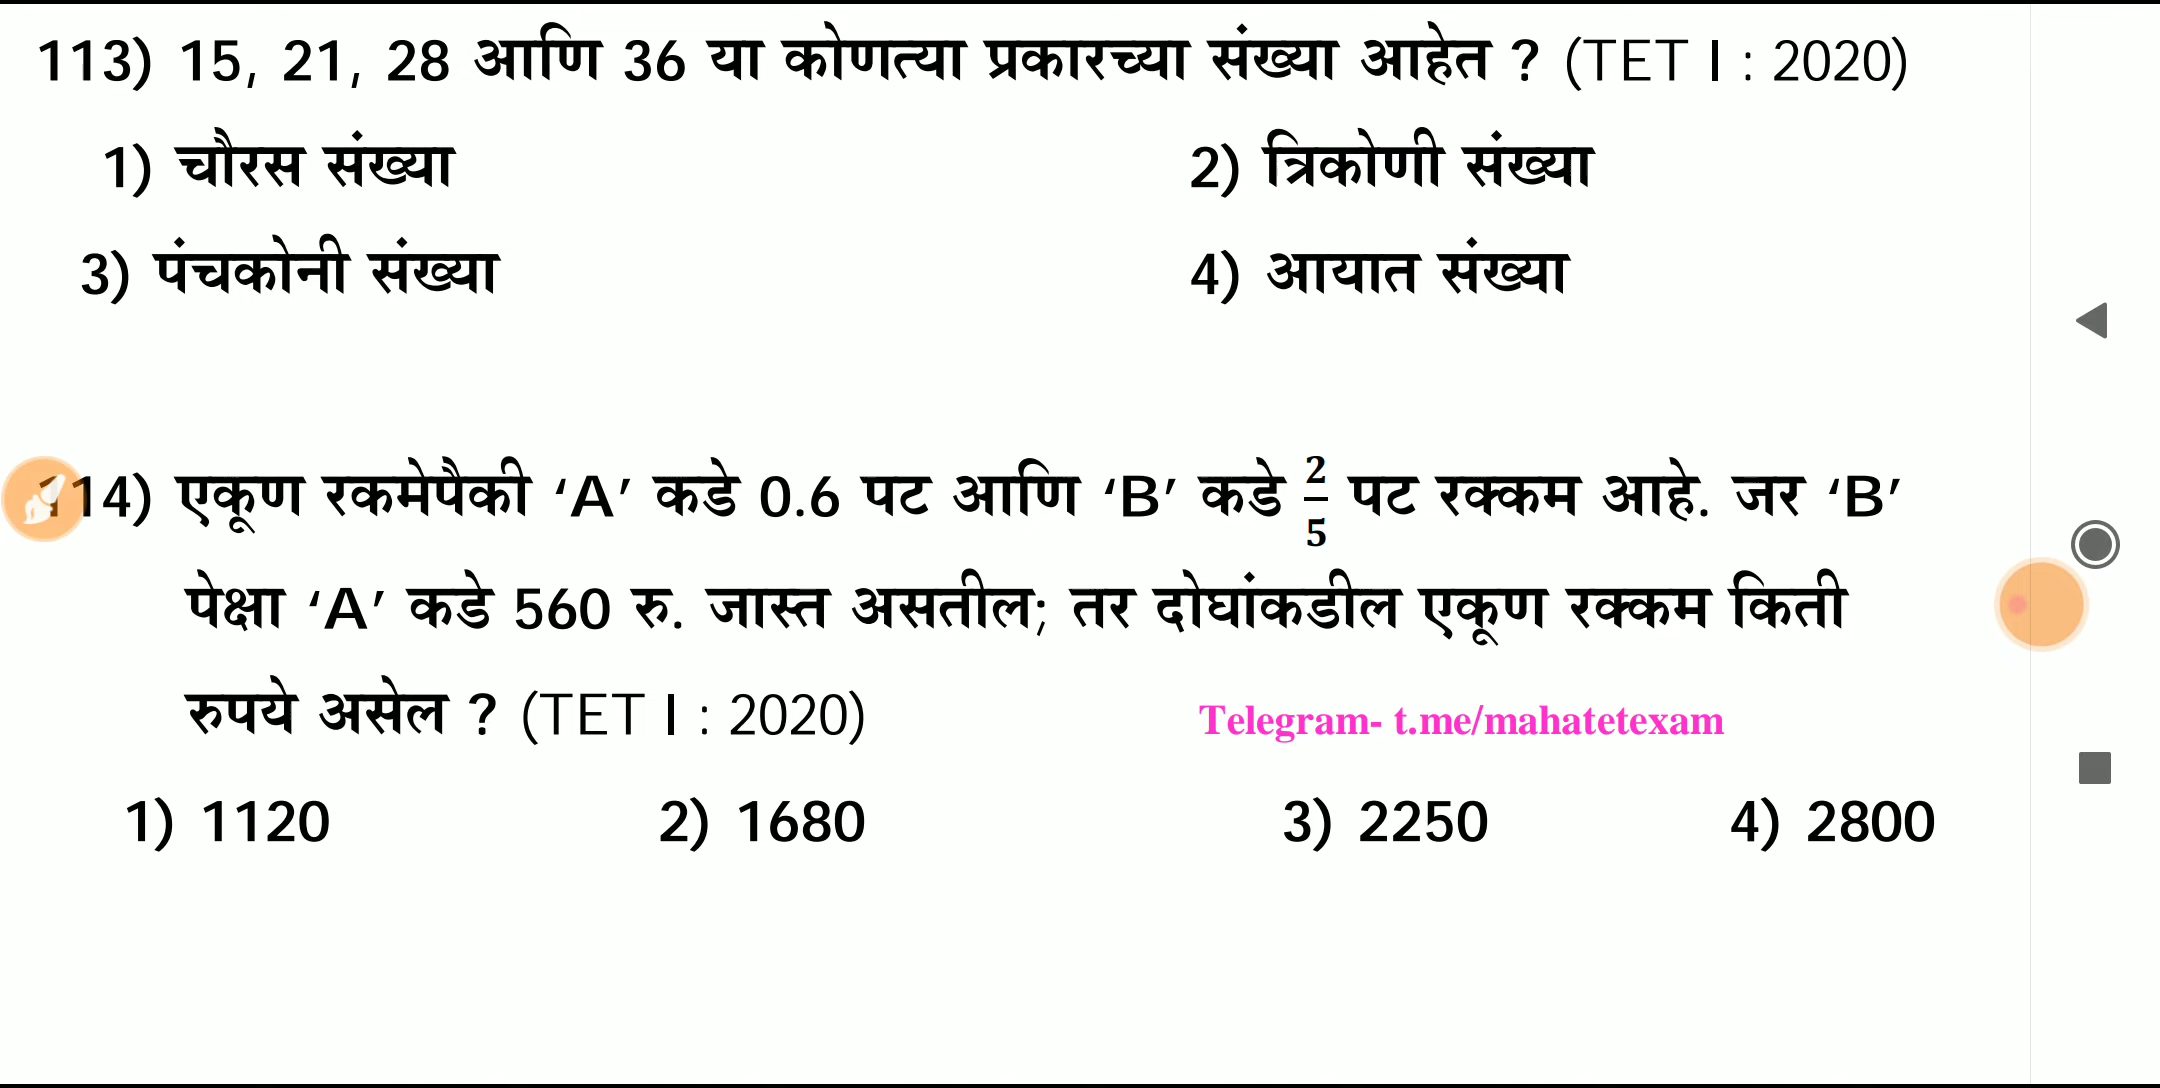 113) 15, 21, 28 आणि 36 या कोणत्या प्रकारच्या संख्या आहेत ? (TET I : 2020)
1) चौरस संख्या 2) त्रिकोणी संख्या
3) पंचकोनी संख्या 4) आयात संख्या
114) एकूण रकमेपैकी ‘A’ कडे 0.6 पट आणि ‘B’ कडे 2/5 पट रक्कम आहे. जर ‘B’
पेक्षा ‘A’ कडे 560 रु. जास्त असतील; तर दोघांकडील एकूण रक्कम किती
रुपये असेल ? (TET I : 2020) Telegram- t.me/mahatetexam
1) 1120 2) 1680 3) 2250 4) 2800